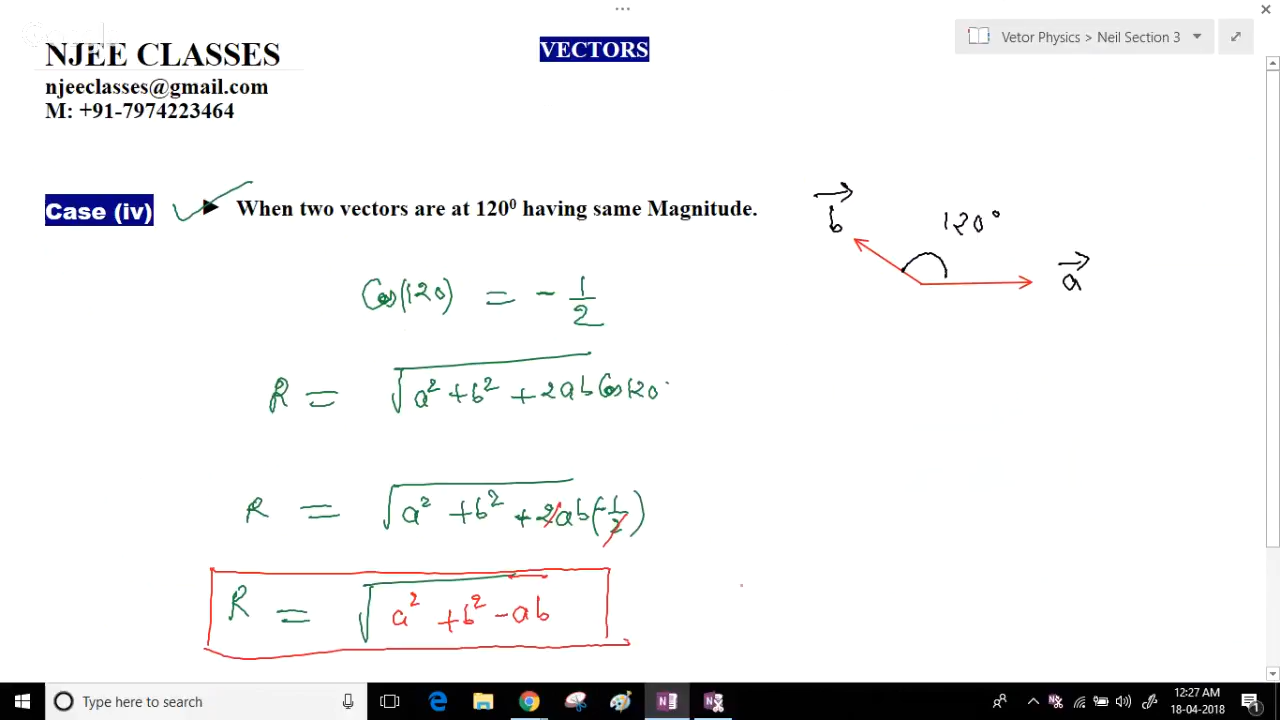 NJEE CLASSES
VECTORS
Vetor Physics > Neil Section 3
njeeclasses@gmail.com
M: +91-7974223464
Case (iv)
When two vectors are at 120⁰ having same Magnitude.
b
120°
a
Cos(120) = - 1/2
R = √a² + b² + 2ab Cos120
R = √a² + b² + 2ab(-1/2)
R = √a² + b² - ab
Type here to search
12:27 AM
18-04-2018
1